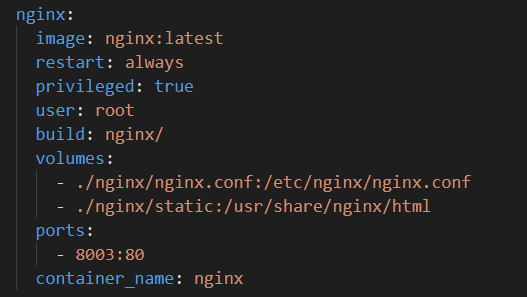 nginx:
  image: nginx:latest
  restart: always
  privileged: true
  user: root
  build: nginx/
  volumes:
    - ./nginx/nginx.conf:/etc/nginx/nginx.conf
    - ./nginx/static:/usr/share/nginx/html
  ports:
    - 8003:80
  container_name: nginx